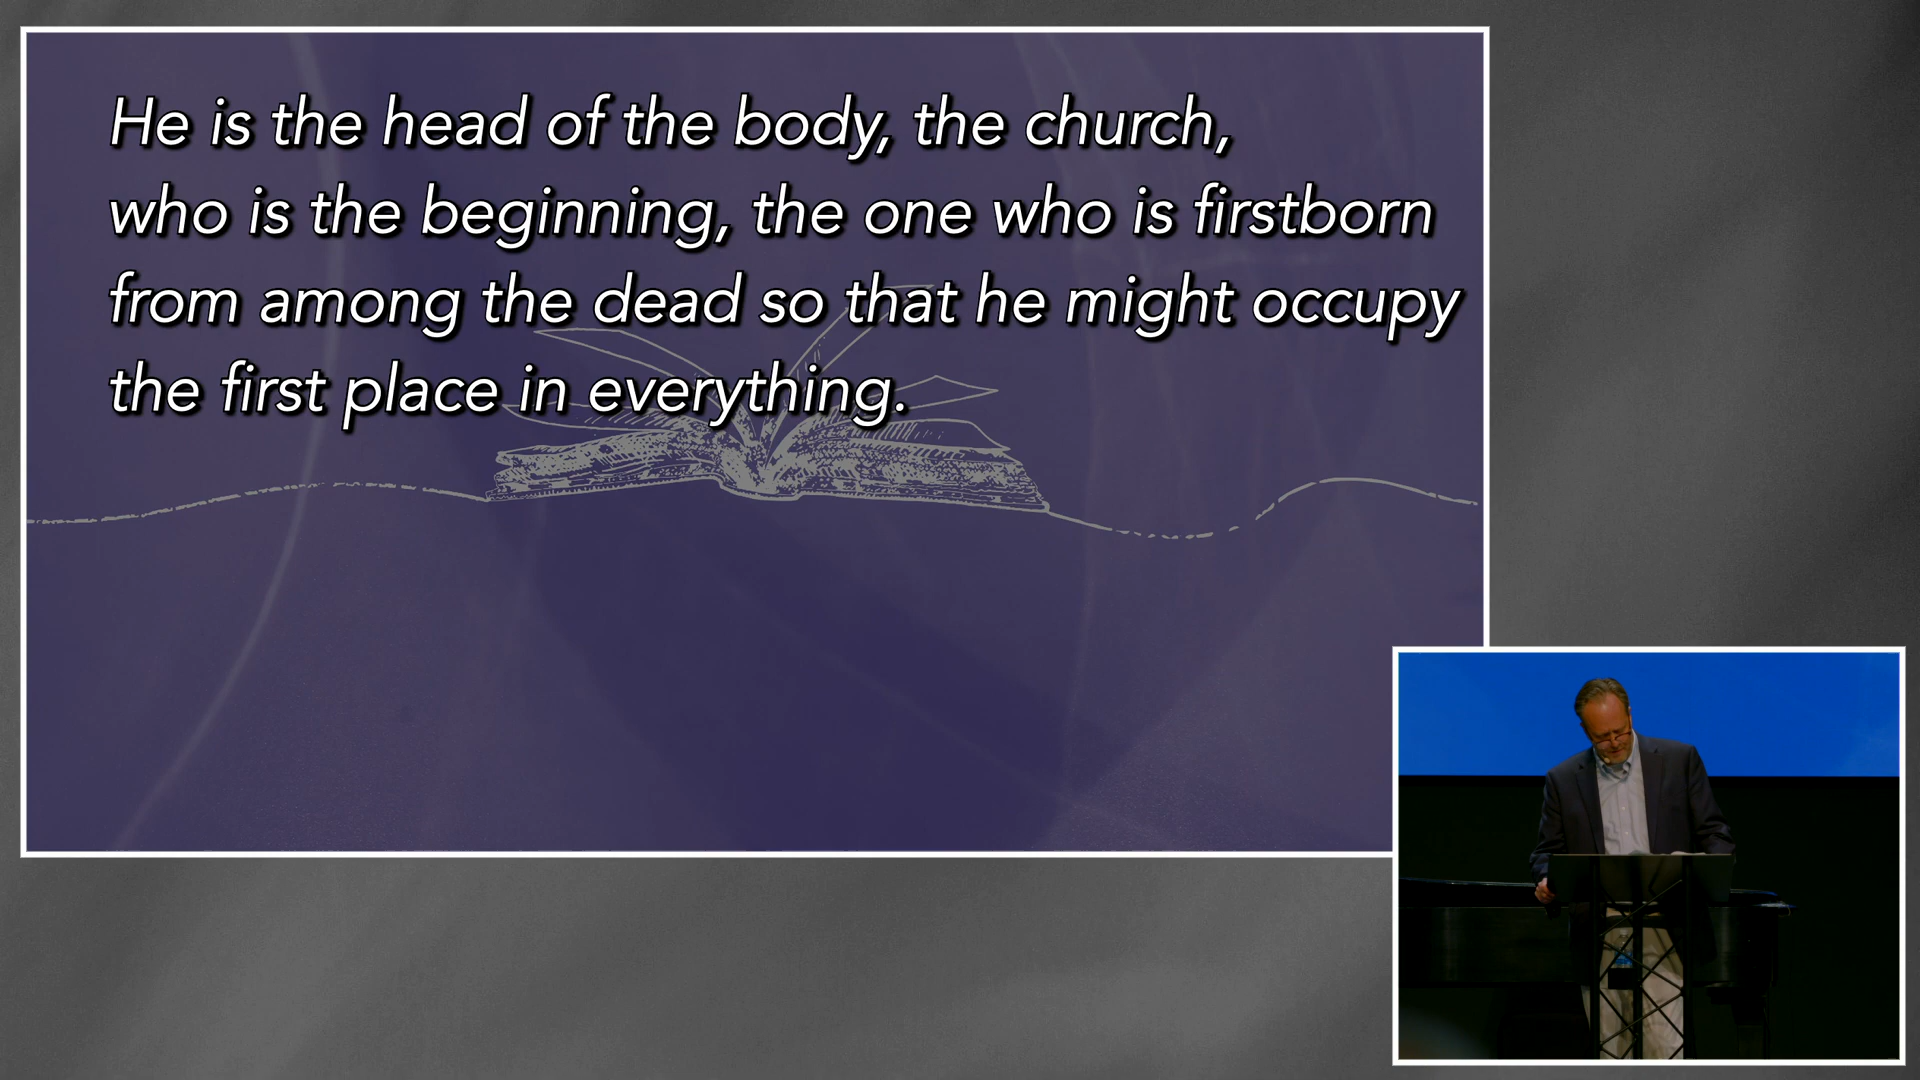 He is the head of the body, the church,
who is the beginning, the one who is firstborn
from among the dead so that he might occupy
the first place in everything.